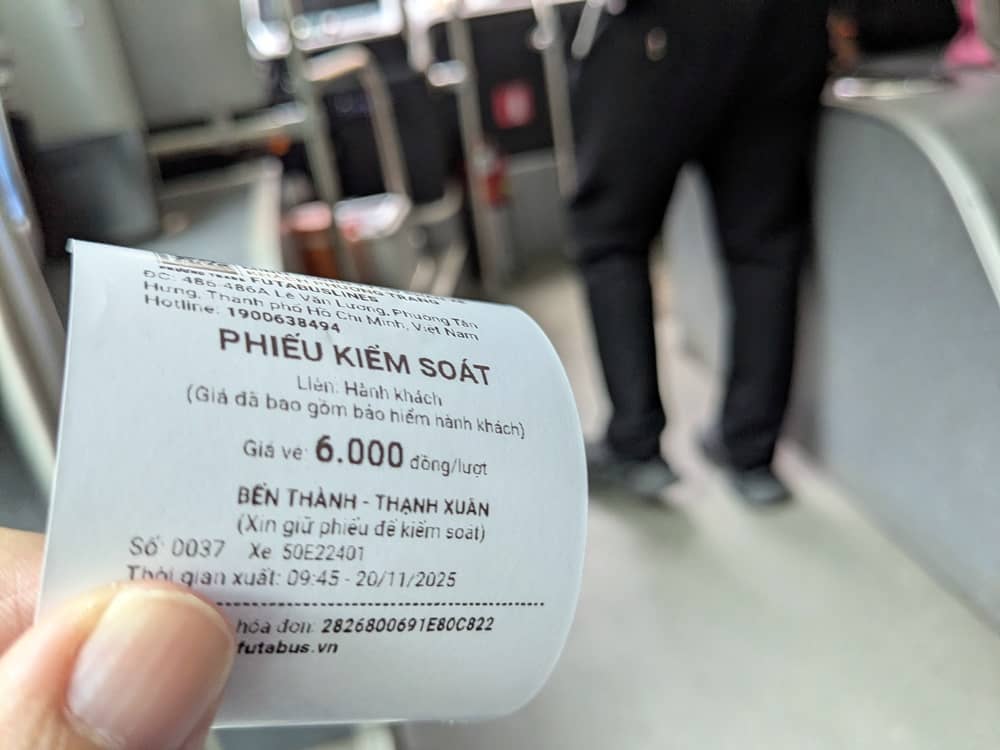 PHƯƠNG TRANG
FUTABUSLINES
ĐC: 486-486A Lê Văn Lương, Phường Tân
Hưng, Thành phố Hồ Chí Minh, Việt Nam
Hotline: 1900638494
PHIẾU KIỂM SOÁT
Liên: Hành khách
(Giá đã bao gồm bảo hiểm hành khách)
Giá vé: 6.000 đồng/lượt
BẾN THÀNH - THẠNH XUÂN
(Xin giữ phiếu để kiểm soát)
Số: 0037 Xe 50E22401
Thời gian xuất: 09:45 - 20/11/2025
hóa đơn: 2826800691E80C822
futabus.vn